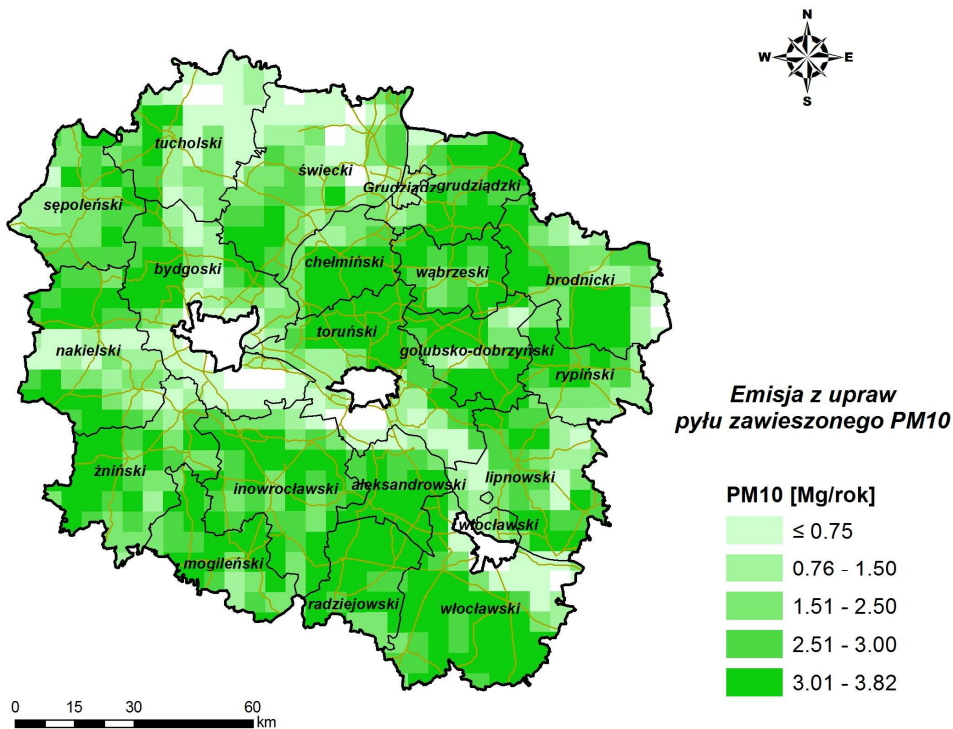 N
W E
S
tucholski
świecki
Grudziądz
grudziądzki
sępoleński
bydgoski
chełmiński
wąbrzeski
brodnicki
toruński
nakielski
golubsko-dobrzyński
rypiński
Emisja z upraw
pyłu zawieszonego PM10
żniński
inowrocławski
aleksandrowski
lipnowski
PM10 [Mg/rok]
włocławski
≤ 0.75
mogileński
0.76 - 1.50
radziejowski
włocławski
1.51 - 2.50
2.51 - 3.00
3.01 - 3.82
0 15 30 60
km